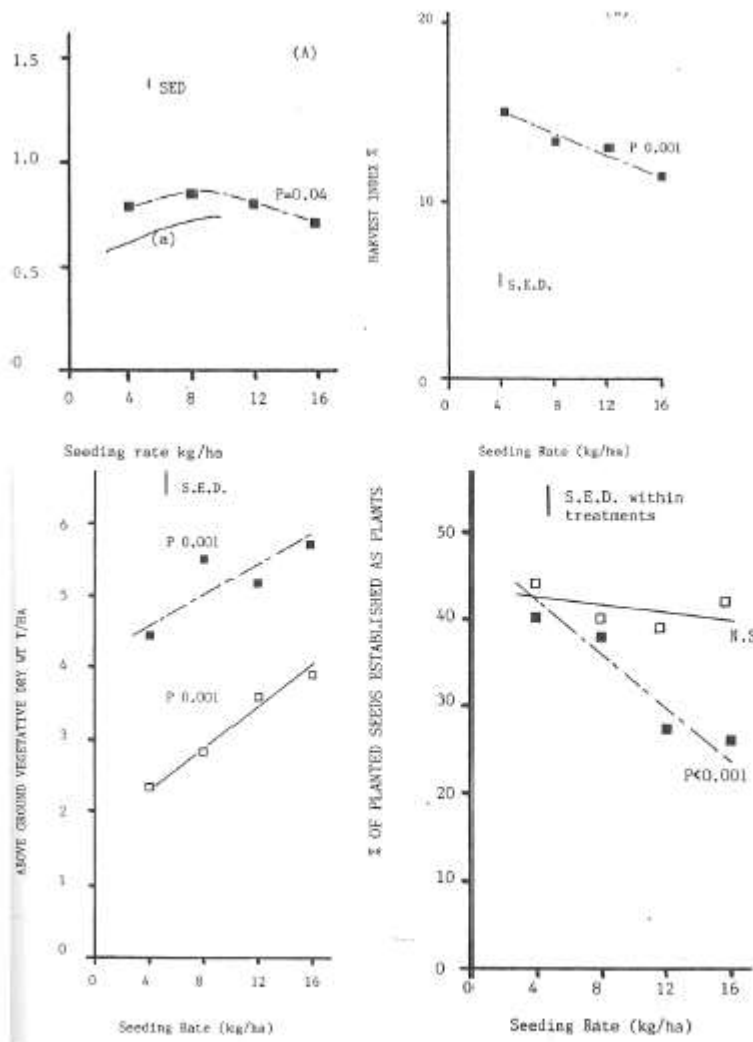 (A)
1.5
SED
1.0
P=0.04
(a)
0.5
0
0 4 8 12 16
Seeding rate kg/ha
20
15
P 0.001
10
5
S.E.D.
0
0 4 8 12 16
HARVEST INDEX %
Seeding Rate (kg/ha)
S.E.D.
6
P 0.001
5
4
P 0.001
3
2
1
0
0 4 8 12 16
ABOVE GROUND VEGETATIVE DRY WT T/HA
Seeding Rate (kg/ha)
S.E.D. within
treatments
50
40
N.S
30
20
P<0.001
10
0
0 4 8 12 16
% OF PLANTED SEEDS ESTABLISHED AS PLANTS
Seeding Rate (kg/ha)